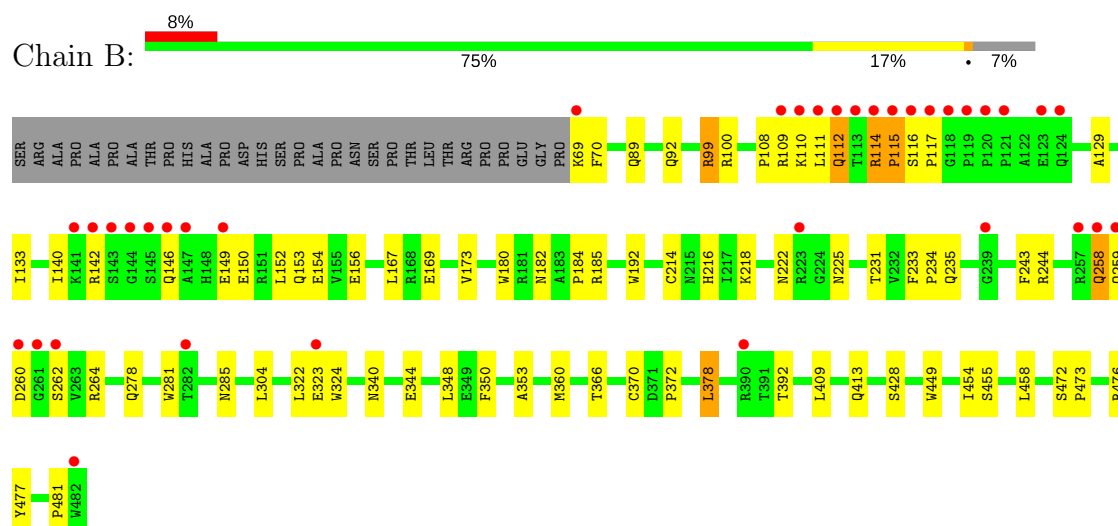 8%
Chain B:
75% 17% • 7%
SER ARG ALA PRO ALA PRO ALA THR PRO HIS ALA PRO ASP HIS SER PRO ALA PRO ASN SER PRO THR LEU THR ARG PRO PRO GLU GLY PRO K69 F70 Q89 Q92 R99 R100 P108 R109 K110 L111 Q112 T113 R114 P115 S116 P117 G118 P119 P120 P121 A122 E123 Q124 A129
I133 I140 K141 R142 S143 G144 S145 Q146 A147 H148 E149 E150 R151 L152 Q153 E154 V155 E156 L167 R168 E169 V173 W180 R181 N182 A183 P184 R185 W192 C214 N215 H216 I217 K218 N222 R223 G224 N225 T231 V232 F233 P234 Q235 G239 F243 R244 R257 Q258
D260 G261 S262 V263 R264 Q278 W281 T282 N285 L304 L322 E323 W324 N340 E344 L348 E349 F350 A353 M360 T366 C370 D371 P372 L378 R390 T391 T392 L409 Q413 S428 W449 I454 S455 L458 S472 P473
Y477 P481 W482